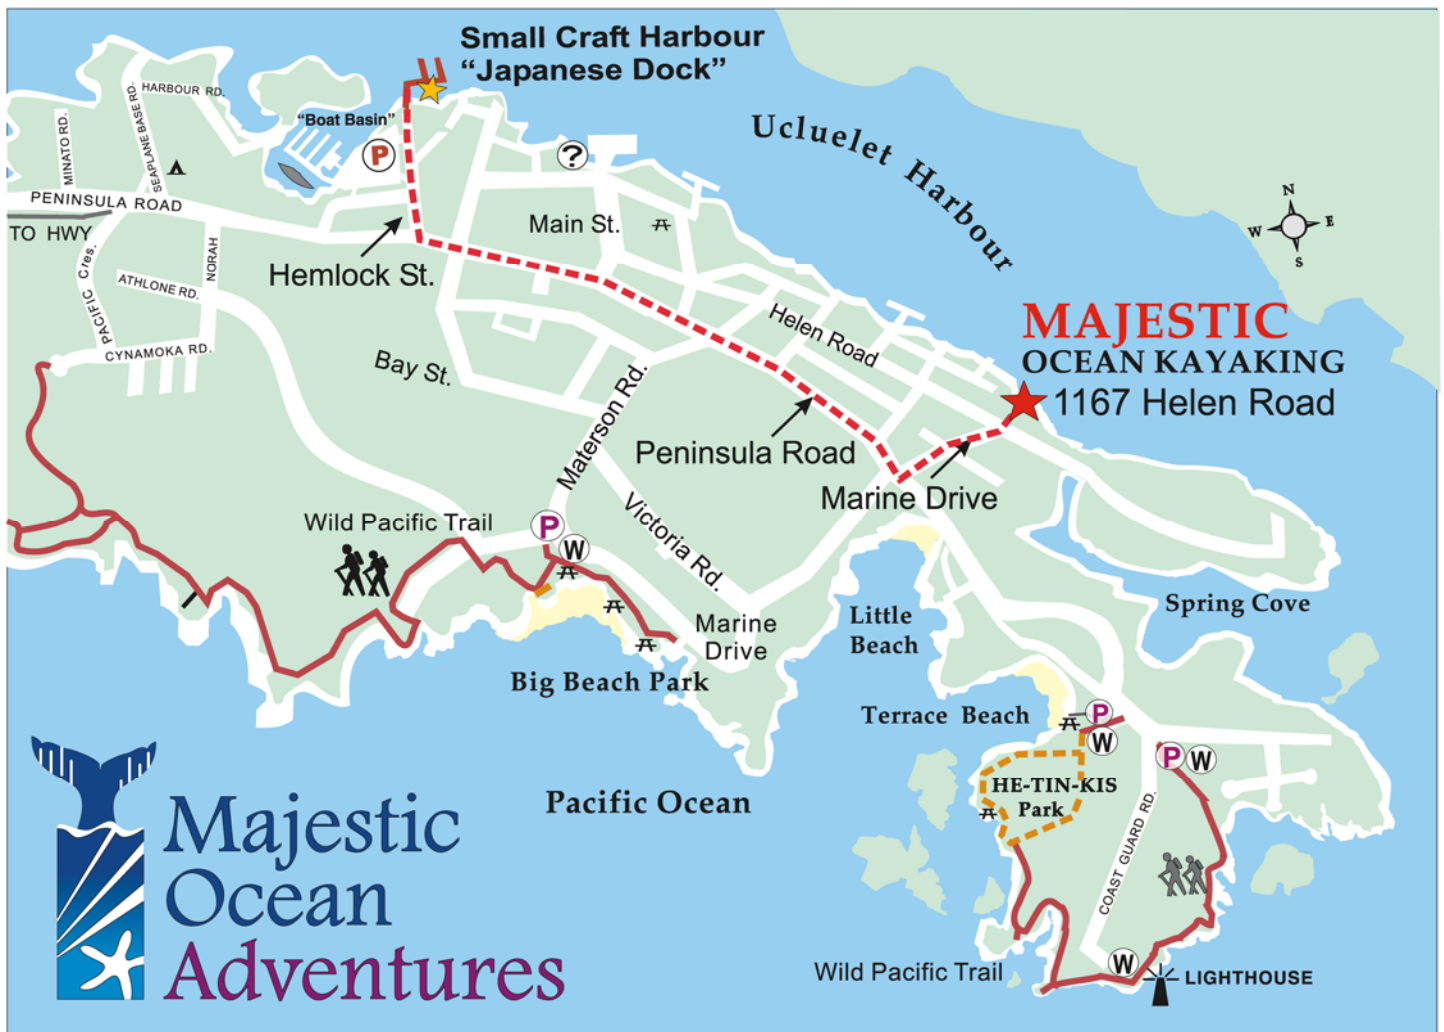 Small Craft Harbour
"Japanese Dock"
HARBOUR RD.
"Boat Basin"
MINATO RD.
SEAPLANE BASE RD.
P
?
Ucluelet Harbour
PENINSULA ROAD
TO HWY
Main St.
N
W
E
S
PACIFIC Cres.
NORAH
ATHLONE RD.
Hemlock St.
CYNAMOKA RD.
Helen Road
MAJESTIC
OCEAN KAYAKING
1167 Helen Road
Bay St.
Materson Rd.
Peninsula Road
Marine Drive
Wild Pacific Trail
P
W
Victoria Rd.
Spring Cove
Little
Beach
Marine
Drive
Big Beach Park
Terrace Beach
P
W
P
W
HE-TIN-KIS
Park
Pacific Ocean
COAST GUARD RD.
Majestic
Ocean
Adventures
W
Wild Pacific Trail
LIGHTHOUSE